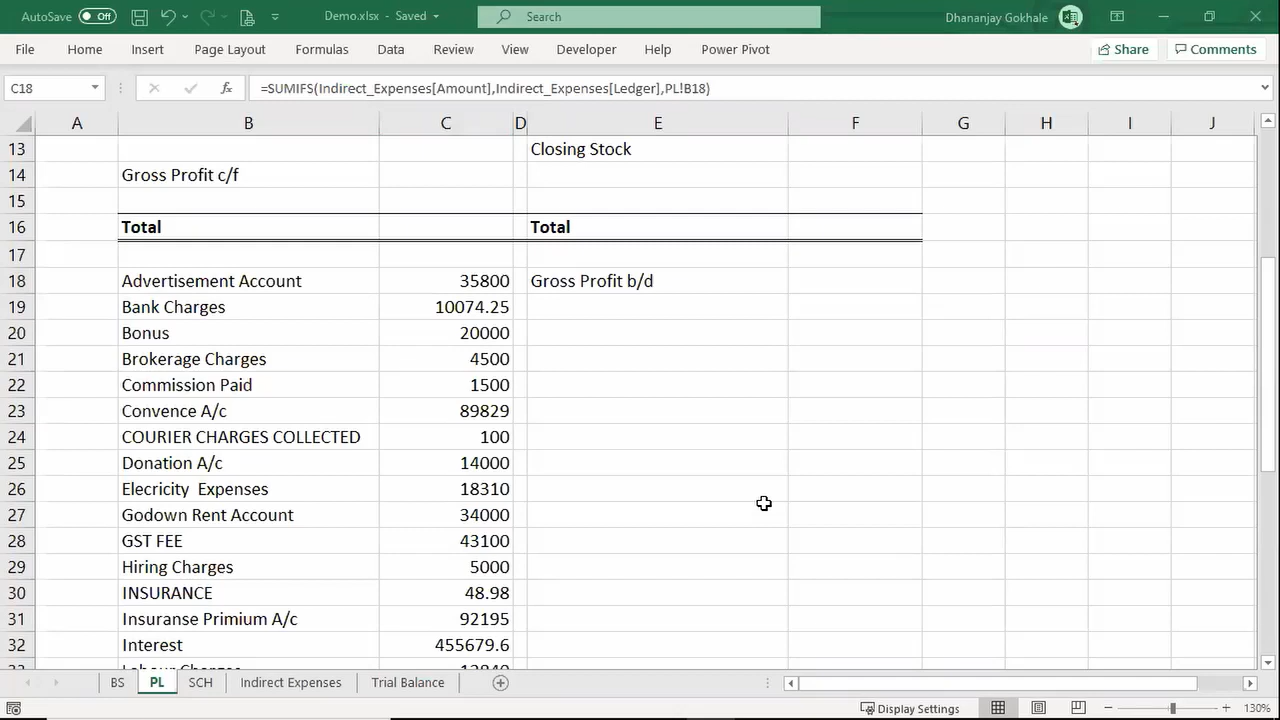 AutoSave Off Demo.xlsx - Saved Search Dhananjay Gokhale
File Home Insert Page Layout Formulas Data Review View Developer Help Power Pivot Share Comments
C18 fx =SUMIFS(Indirect_Expenses[Amount],Indirect_Expenses[Ledger],PL!B18)
A B C D E F G H I J
13 Closing Stock
14 Gross Profit c/f
15
16 Total Total
17
18 Advertisement Account 35800 Gross Profit b/d
19 Bank Charges 10074.25
20 Bonus 20000
21 Brokerage Charges 4500
22 Commission Paid 1500
23 Convence A/c 89829
24 COURIER CHARGES COLLECTED 100
25 Donation A/c 14000
26 Elecricity  Expenses 18310
27 Godown Rent Account 34000
28 GST FEE 43100
29 Hiring Charges 5000
30 INSURANCE 48.98
31 Insuranse Primium A/c 92195
32 Interest 455679.6
33 Labour Charges
BS PL SCH Indirect Expenses Trial Balance
Display Settings 130%